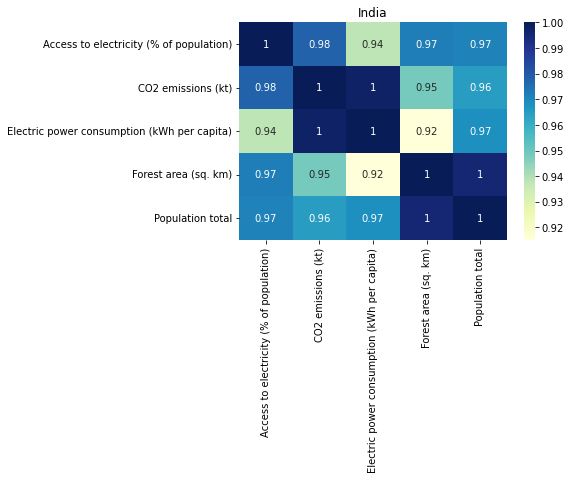 India
Access to electricity (% of population) 1 0.98 0.94 0.97 0.97
CO2 emissions (kt) 0.98 1 1 0.95 0.96
Electric power consumption (kWh per capita) 0.94 1 1 0.92 0.97
Forest area (sq. km) 0.97 0.95 0.92 1 1
Population total 0.97 0.96 0.97 1 1
Access to electricity (% of population)
CO2 emissions (kt)
Electric power consumption (kWh per capita)
Forest area (sq. km)
Population total
1.00
0.99
0.98
0.97
0.96
0.95
0.94
0.93
0.92